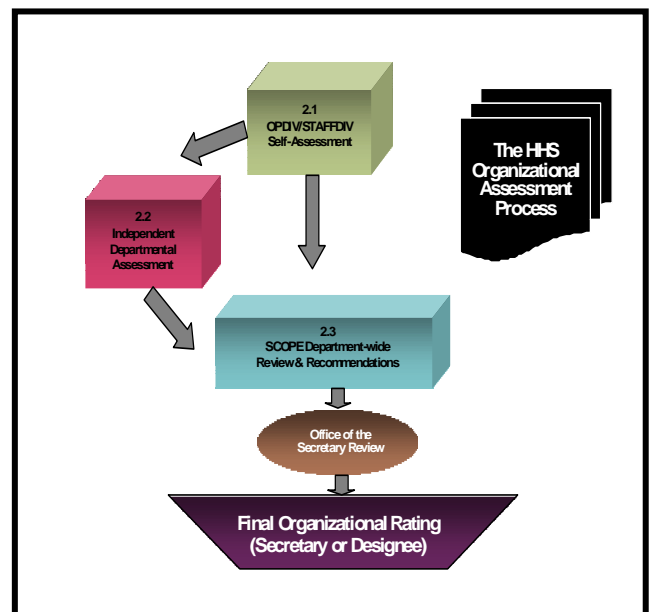 2.1
OPDIV/STAFFDIV
Self-Assessment
The HHS
Organizational
Assessment
Process
2.2
Independent
Departmental
Assessment
2.3
SCOPE Department-wide
Review & Recommendations
Office of the
Secretary Review
Final Organizational Rating
(Secretary or Designee)